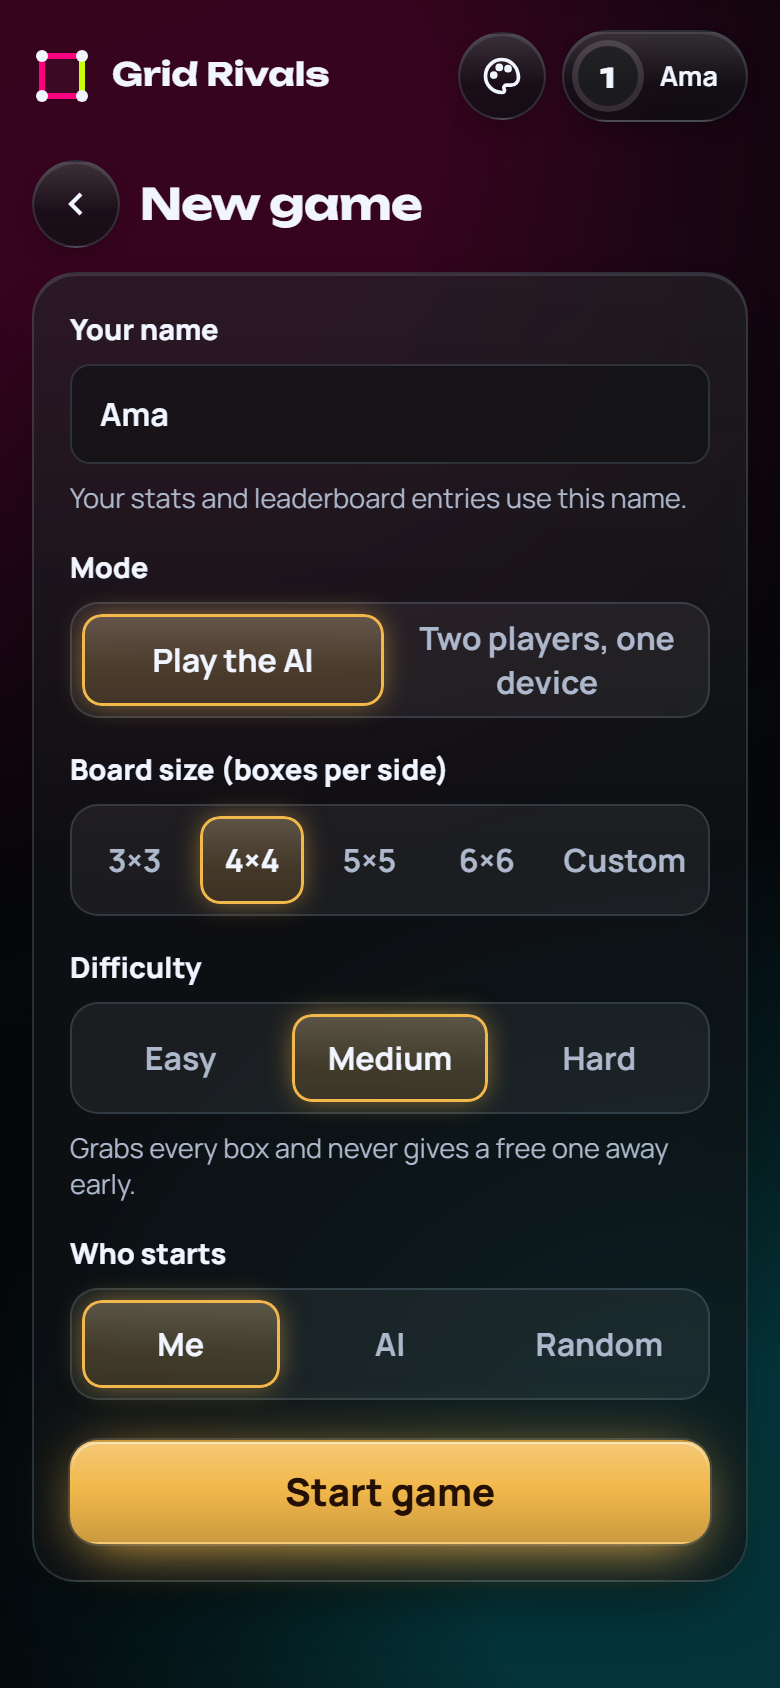 Grid Rivals
1 Ama
New game
Your name
Ama
Your stats and leaderboard entries use this name.
Mode
Play the AI
Two players, one
device
Board size (boxes per side)
3×3 4×4 5×5 6×6 Custom
Difficulty
Easy Medium Hard
Grabs every box and never gives a free one away
early.
Who starts
Me AI Random
Start game